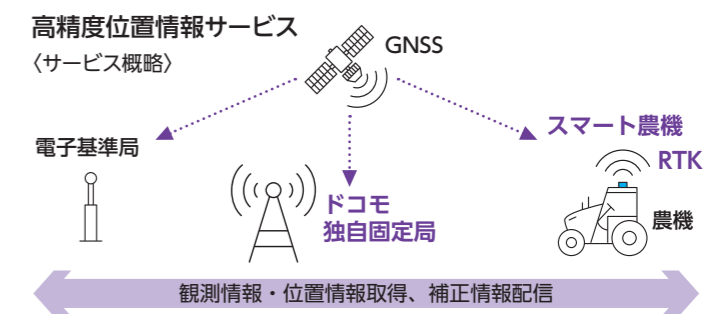 高精度位置情報サービス
〈サービス概略〉
GNSS
電子基準局
ドコモ
独自固定局
スマート農機
RTK
農機
観測情報・位置情報取得、補正情報配信